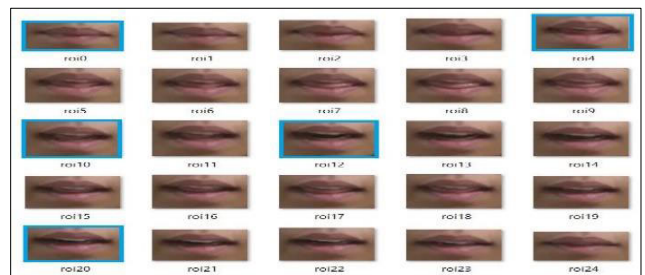 roi0 roi1 roi2 roi3 roi4
roi5 roi6 roi7 roi8 roi9
roi10 roi11 roi12 roi13 roi14
roi15 roi16 roi17 roi18 roi19
roi20 roi21 roi22 roi23 roi24